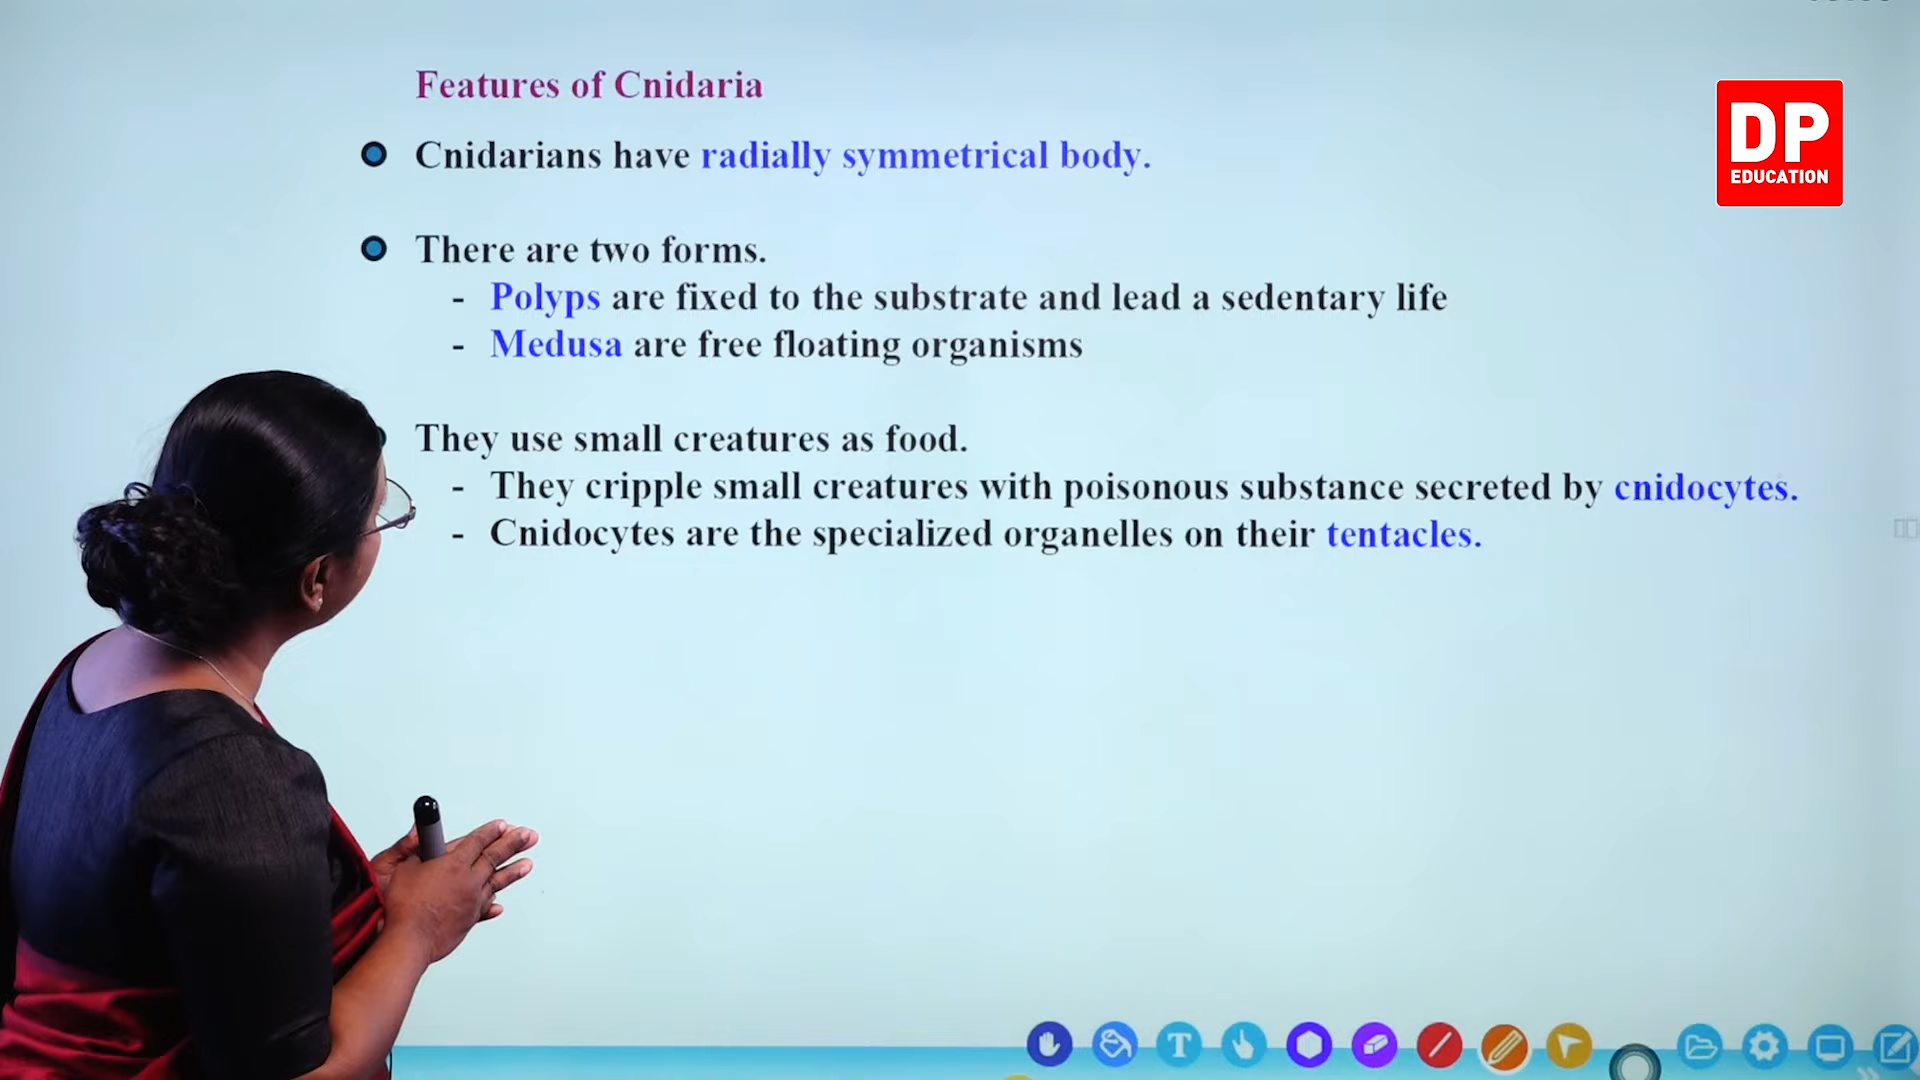 Features of Cnidaria
DP
EDUCATION
Cnidarians have radially symmetrical body.
There are two forms.
- Polyps are fixed to the substrate and lead a sedentary life
- Medusa are free floating organisms
They use small creatures as food.
- They cripple small creatures with poisonous substance secreted by cnidocytes.
- Cnidocytes are the specialized organelles on their tentacles.
T